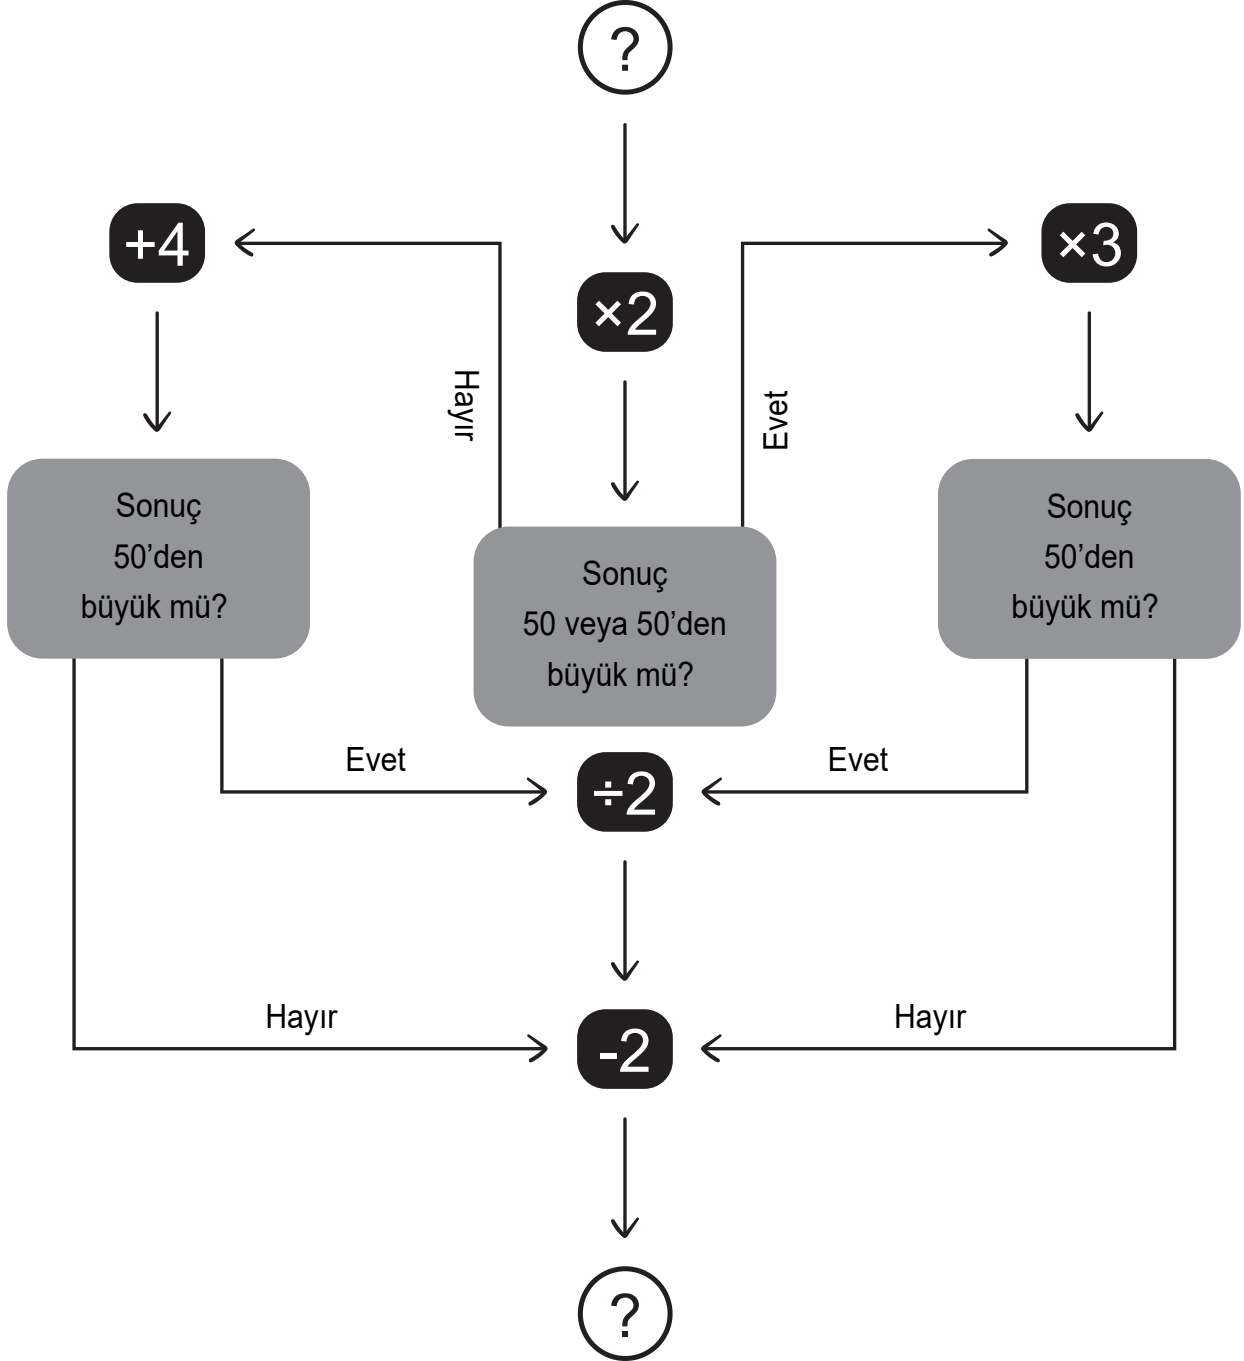 ?
+4
×2
×3
Hayır
Evet
Sonuç
50’den
büyük mü?
Sonuç
50 veya 50’den
büyük mü?
Sonuç
50’den
büyük mü?
Evet
÷2
Evet
Hayır
-2
Hayır
?